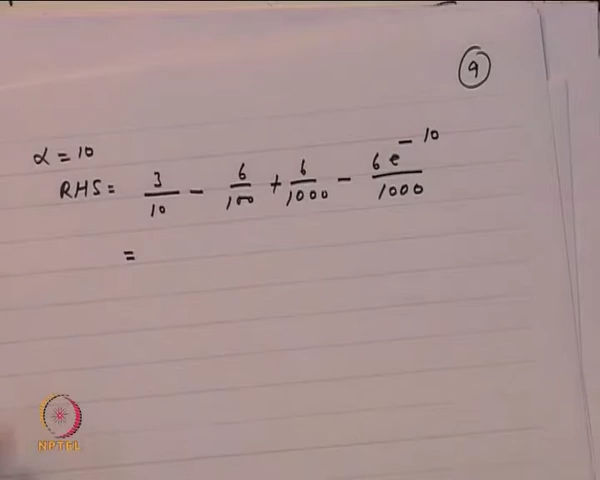 9
α = 10
RHS = 3/10 - 6/100 + 6/1000 - 6e^-10/1000
=
NPTEL